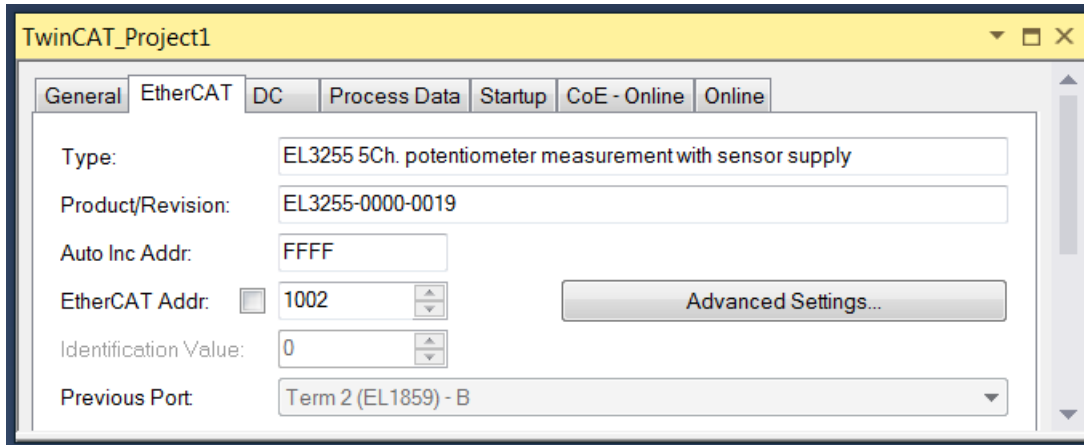 TwinCAT_Project1
General EtherCAT DC Process Data Startup CoE - Online Online
Type: EL3255 5Ch. potentiometer measurement with sensor supply
Product/Revision: EL3255-0000-0019
Auto Inc Addr: FFFF
EtherCAT Addr: 1002 Advanced Settings...
Identification Value: 0
Previous Port: Term 2 (EL1859) - B